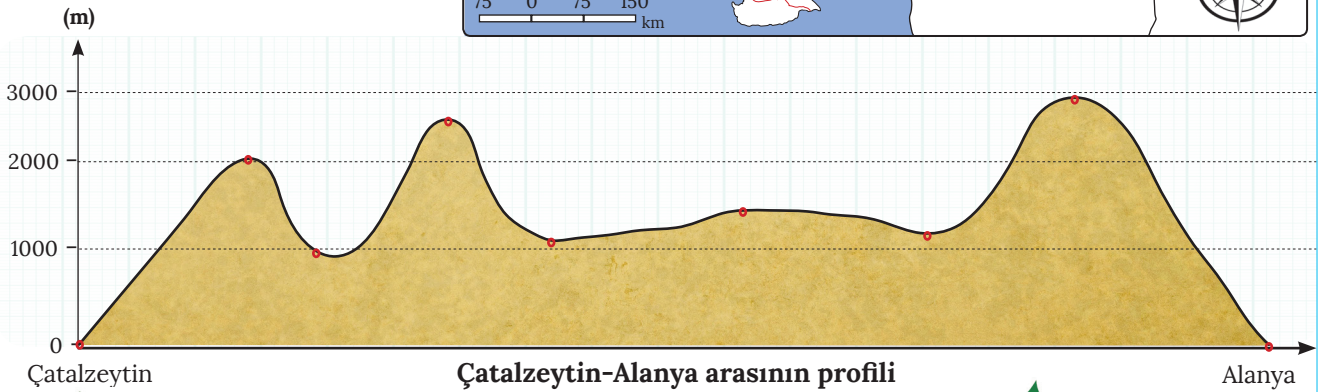 75 0 75 150
km
(m)
3000
2000
1000
0
Çatalzeytin
Çatalzeytin-Alanya arasının profili
Alanya